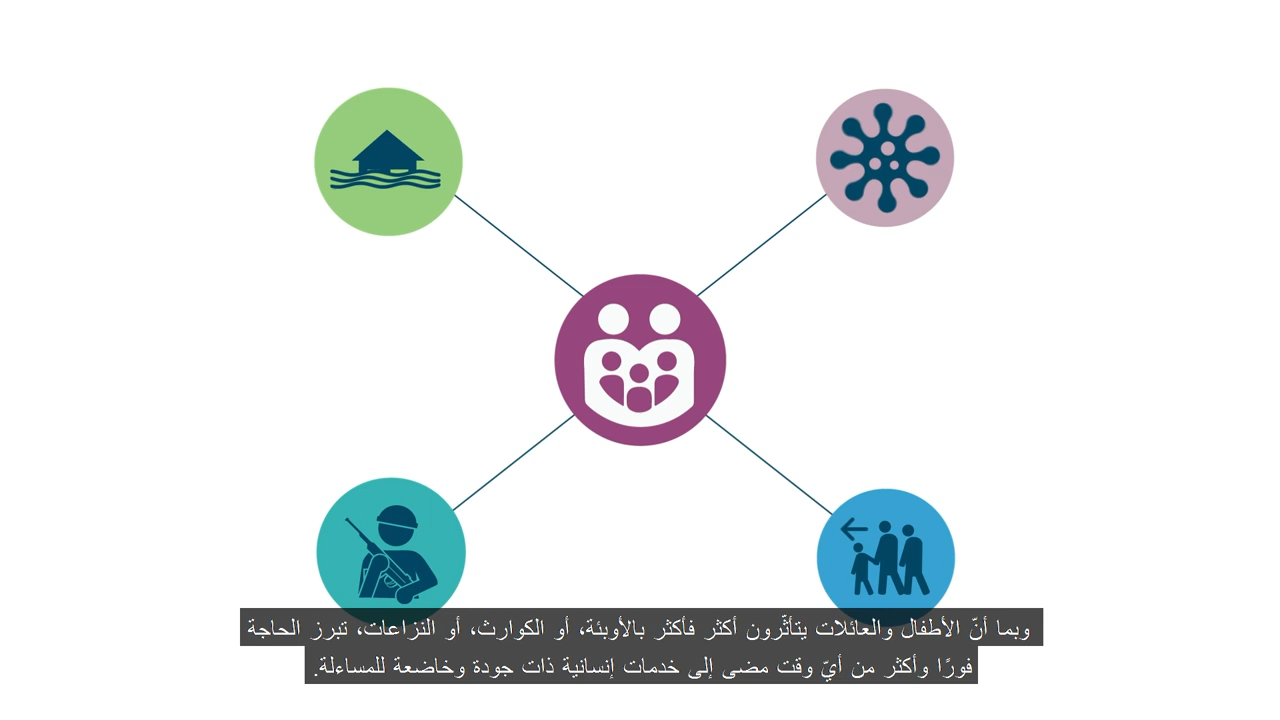 وبما أنّ الأطفال والعائلات يتأثّرون أكثر فأكثر بالأوبئة، أو الكوارث، أو النزاعات، تبرز الحاجة
فورًا وأكثر من أيّ وقت مضى إلى خدمات إنسانية ذات جودة وخاضعة للمساءلة.